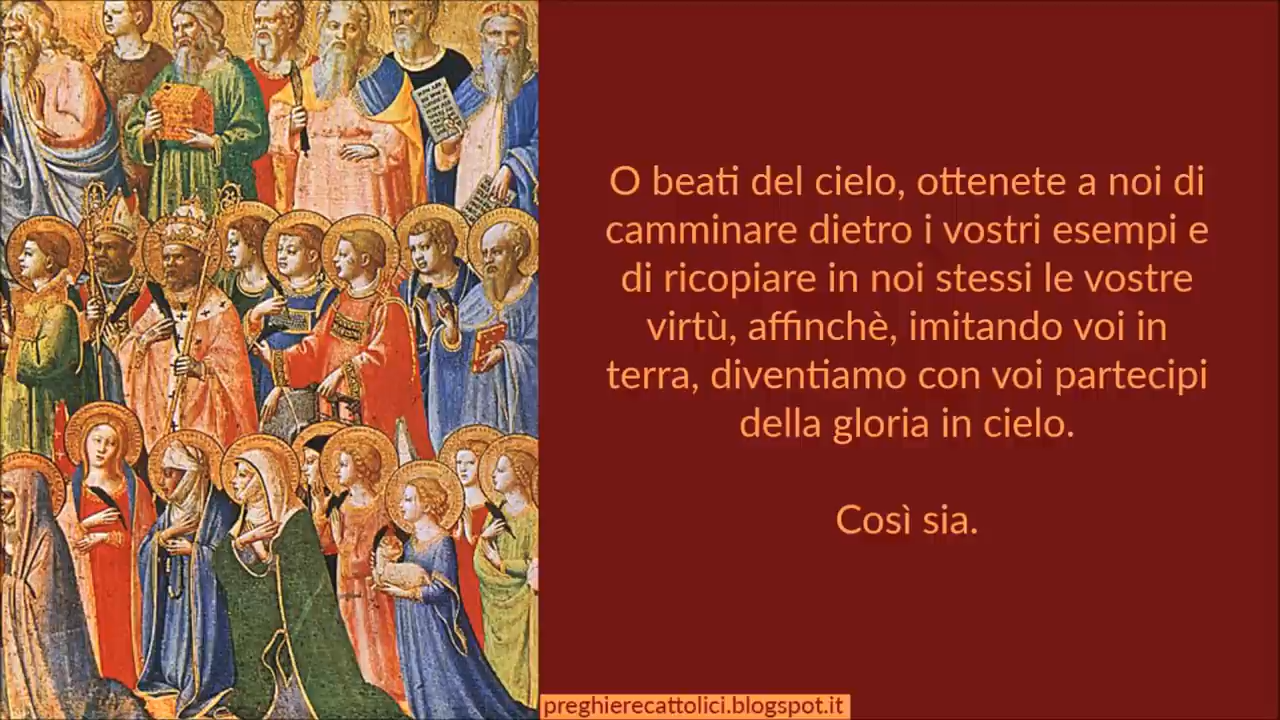 O beati del cielo, ottenete a noi di
camminare dietro i vostri esempi e
di ricopiare in noi stessi le vostre
virtù, affinchè, imitando voi in
terra, diventiamo con voi partecipi
della gloria in cielo.
Così sia.
preghierecattolici.blogspot.it